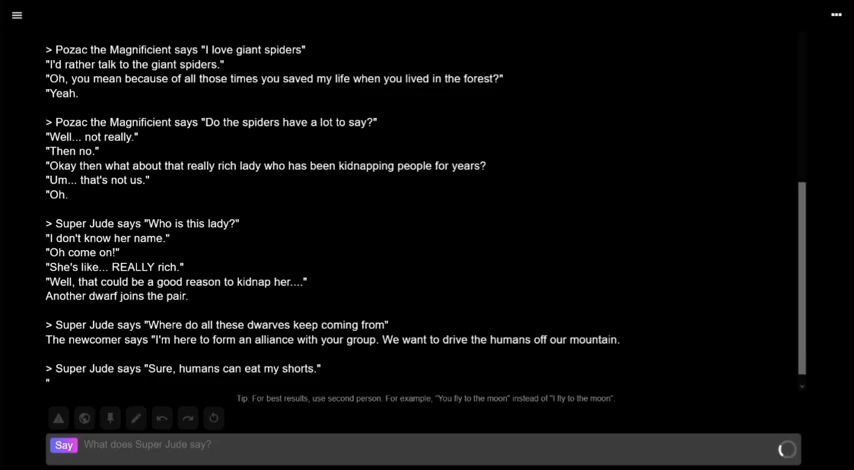 > Pozac the Magnificient says "I love giant spiders"
"I'd rather talk to the giant spiders."
"Oh, you mean because of all those times you saved my life when you lived in the forest?"
"Yeah.
> Pozac the Magnificient says "Do the spiders have a lot to say?"
"Well... not really."
"Then no."
"Okay then what about that really rich lady who has been kidnapping people for years?
"Um... that's not us."
"Oh.
> Super Jude says "Who is this lady?"
"I don't know her name."
"Oh come on!"
"She's like... REALLY rich."
"Well, that could be a good reason to kidnap her...."
Another dwarf joins the pair.
> Super Jude says "Where do all these dwarves keep coming from"
The newcomer says "I'm here to form an alliance with your group. We want to drive the humans off our mountain.
> Super Jude says "Sure, humans can eat my shorts."
"
Tip: For best results, use second person. For example, "You fly to the moon" instead of "I fly to the moon".
Say What does Super Jude say?